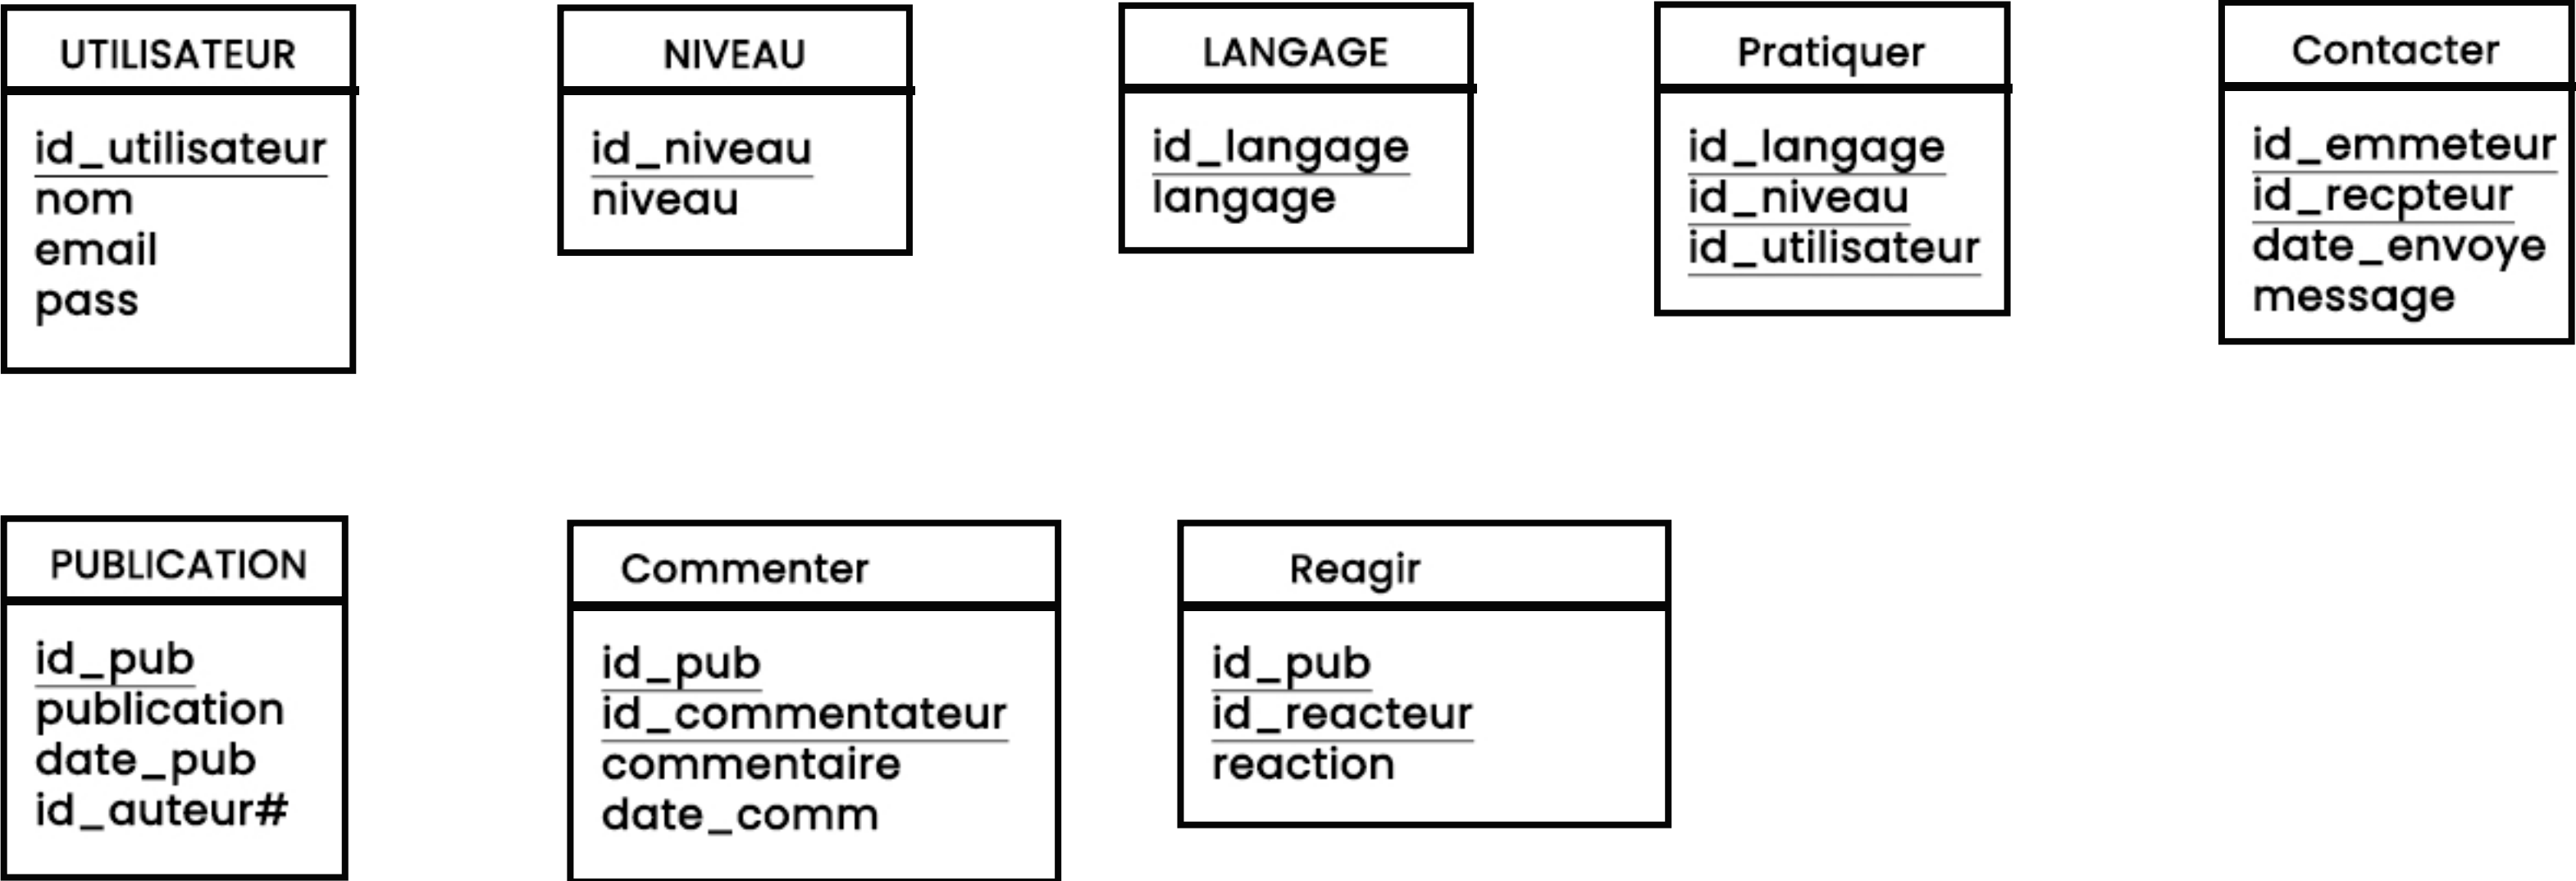 UTILISATEUR
id_utilisateur
nom
email
pass
NIVEAU
id_niveau
niveau
LANGAGE
id_langage
langage
Pratiquer
id_langage
id_niveau
id_utilisateur
Contacter
id_emmeteur
id_recpteur
date_envoye
message
PUBLICATION
id_pub
publication
date_pub
id_auteur#
Commenter
id_pub
id_commentateur
commentaire
date_comm
Reagir
id_pub
id_reacteur
reaction